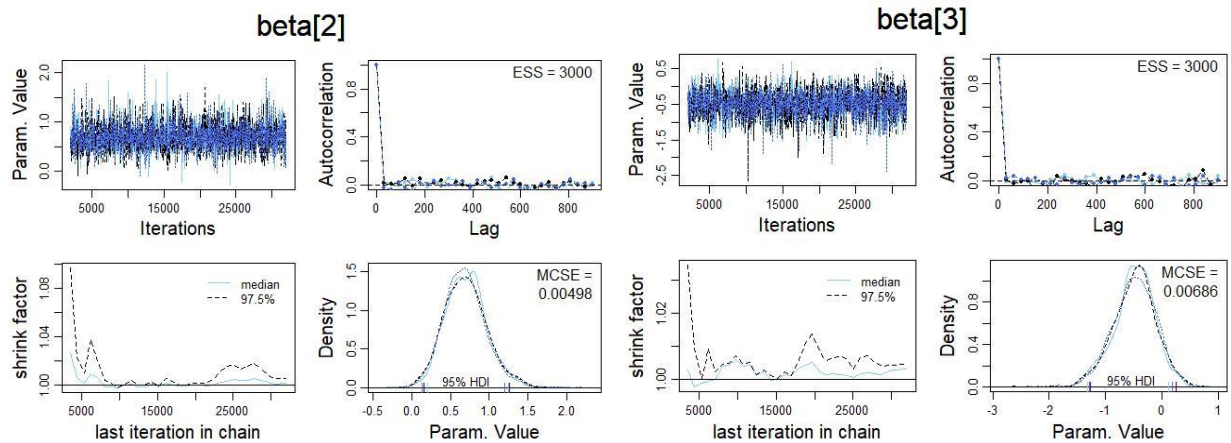 beta[2]
Param. Value
0.0 1.0 2.0
5000 15000 25000
Iterations
Autocorrelation
0.0 0.4 0.8
ESS = 3000
0 200 400 600 800
Lag
shrink factor
1.00 1.04 1.08
median
97.5%
5000 15000 25000
last iteration in chain
Density
0.0 0.5 1.0 1.5
MCSE =
0.00498
95% HDI
-0.5 0.0 0.5 1.0 1.5 2.0
Param. Value
beta[3]
Param. Value
-2.5 -1.5 -0.5 0.5
5000 15000 25000
Iterations
Autocorrelation
0.0 0.4 0.8
ESS = 3000
0 200 400 600 800
Lag
shrink factor
1.00 1.02
median
97.5%
5000 15000 25000
last iteration in chain
Density
0.0 0.4 0.8
MCSE =
0.00686
95% HDI
-3 -2 -1 0 1
Param. Value